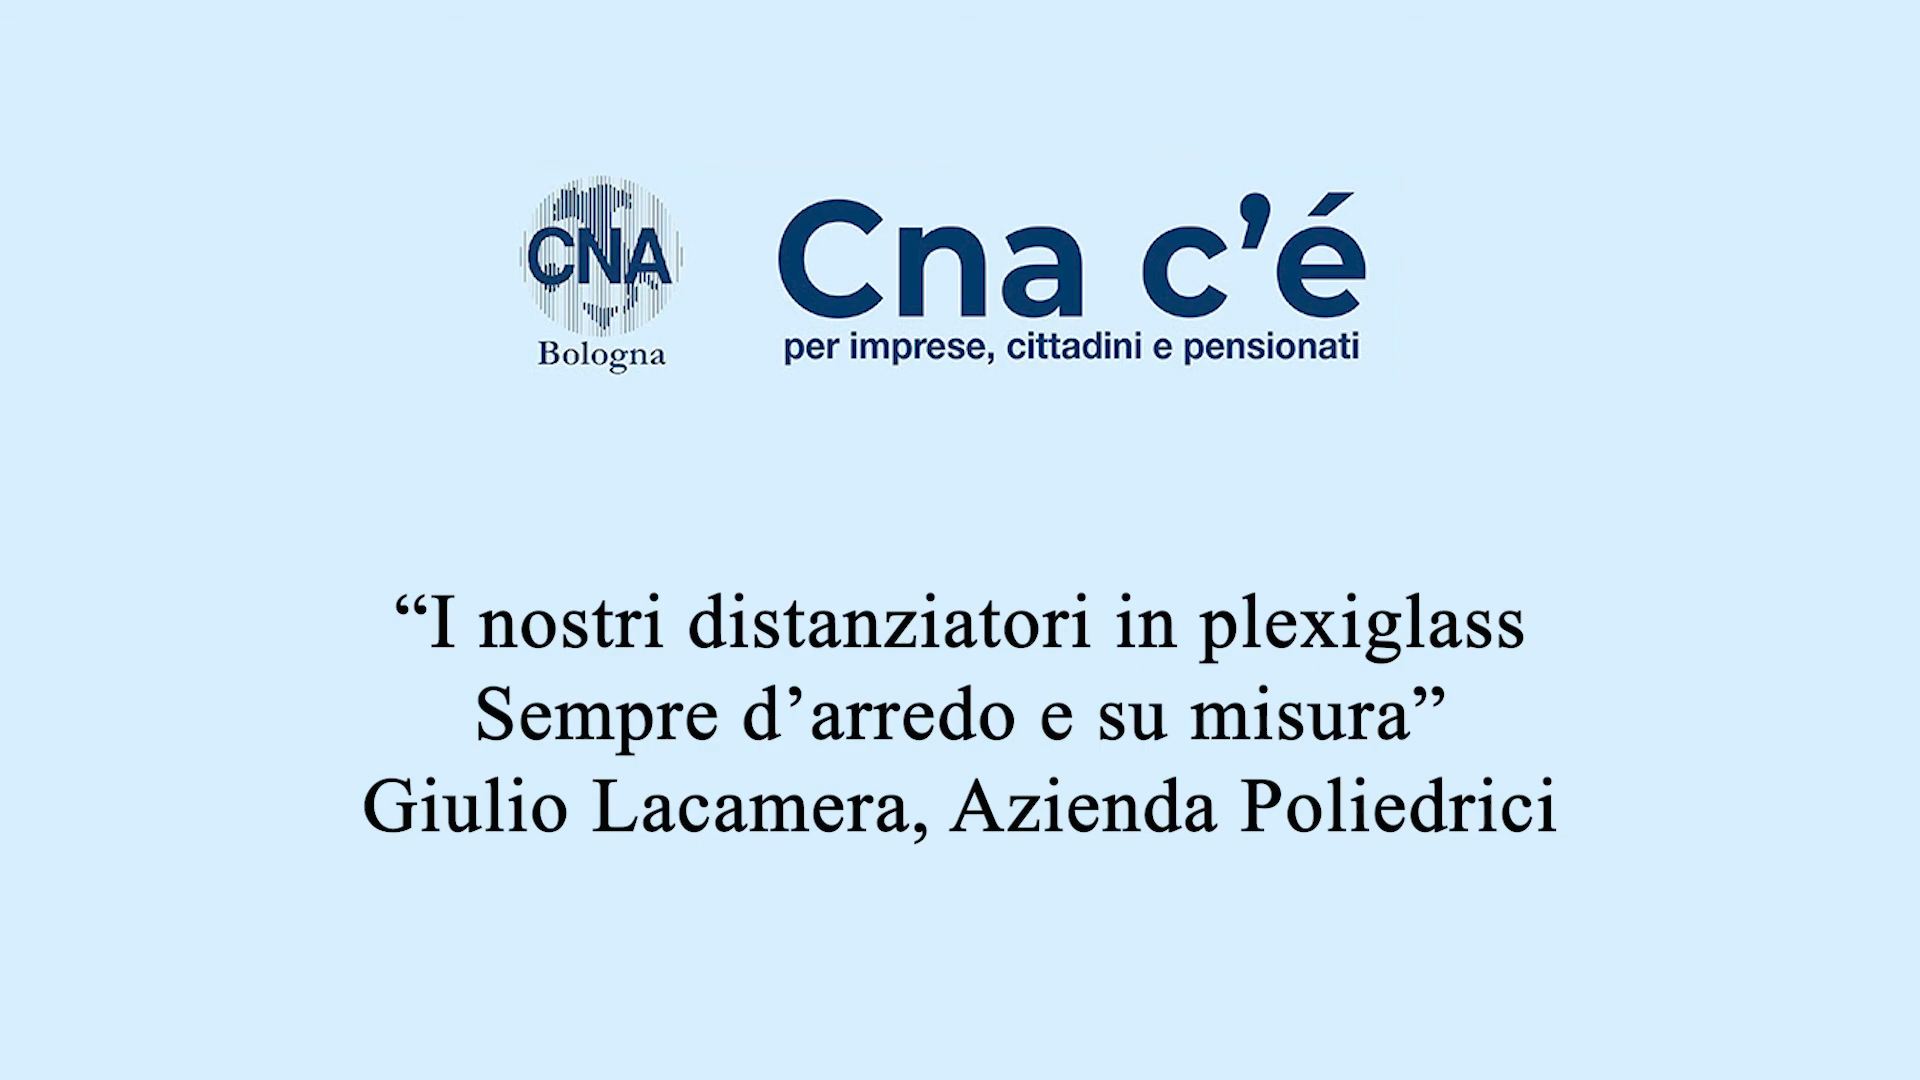 CNA
Bologna
Cna c’é
per imprese, cittadini e pensionati
“I nostri distanziatori in plexiglass
Sempre d’arredo e su misura”
Giulio Lacamera, Azienda Poliedrici